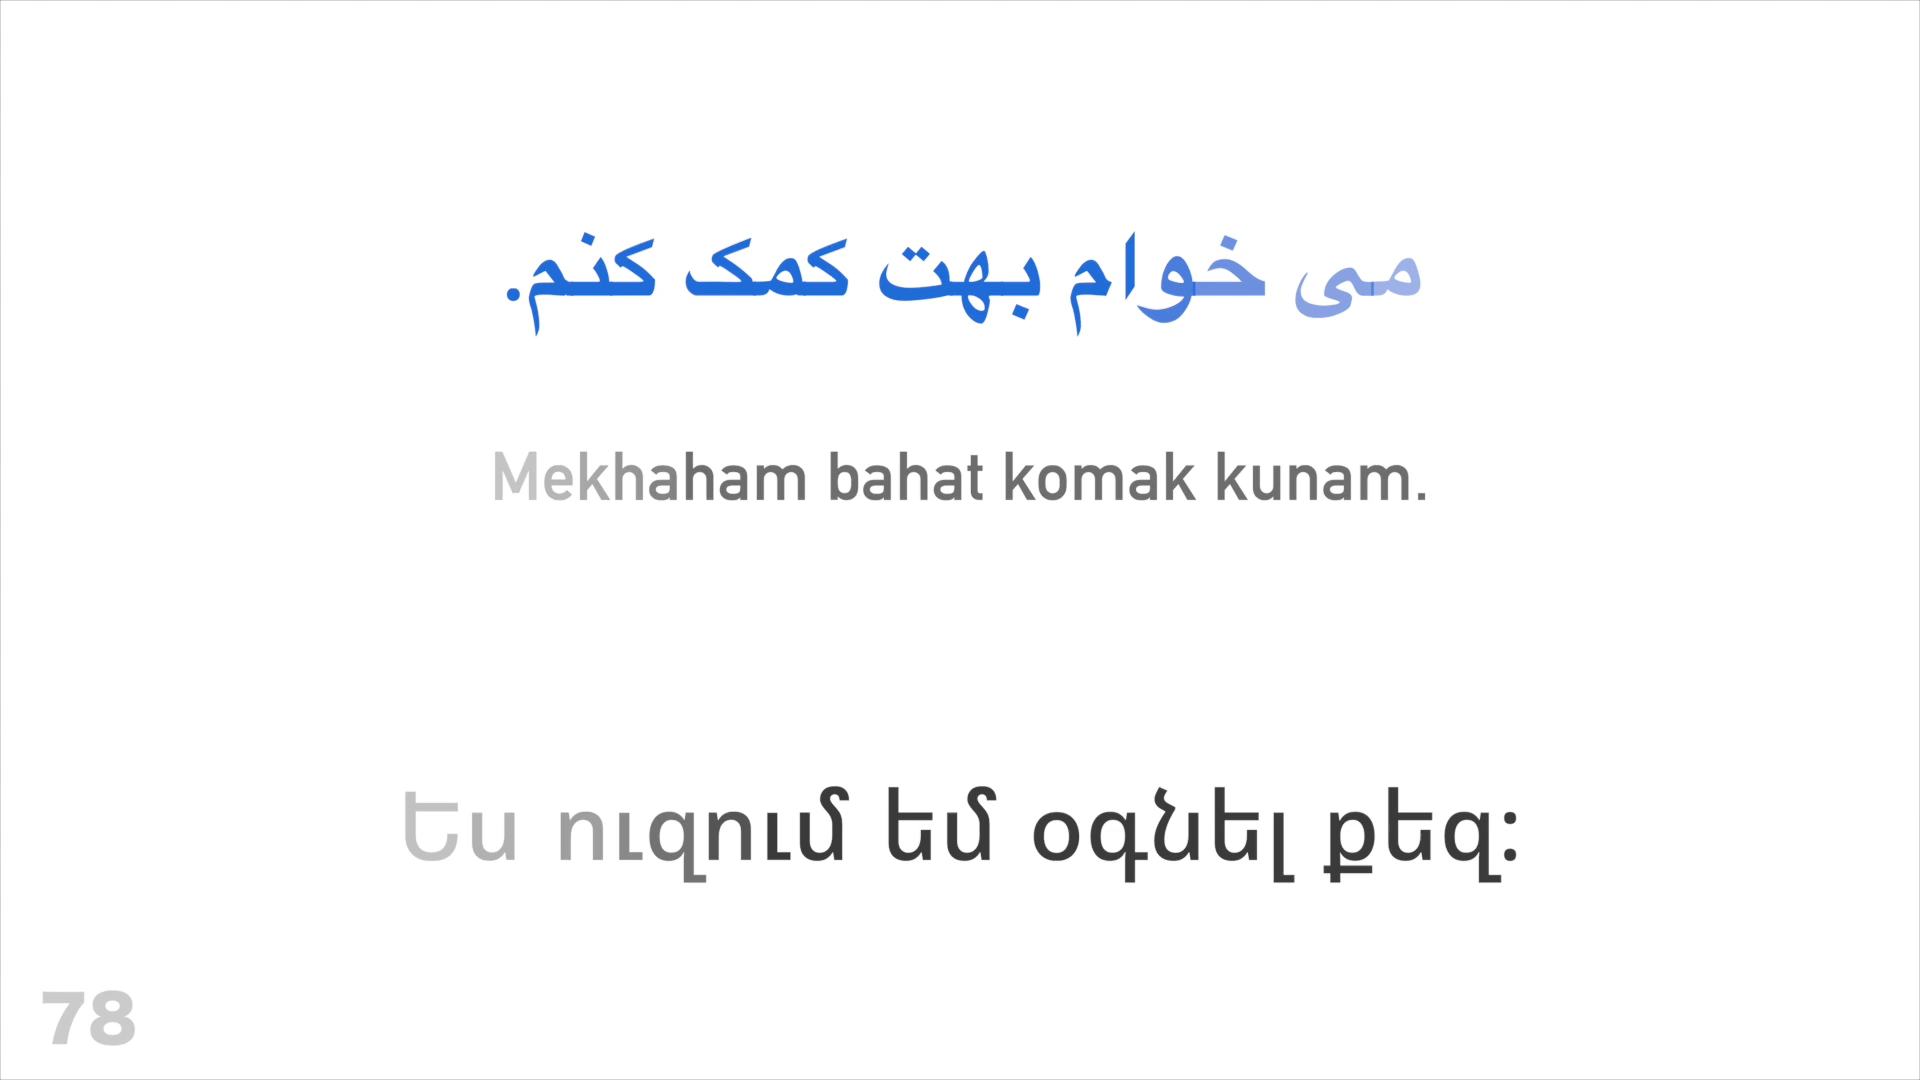 می خوام بهت کمک کنم.
Mekhaham bahat komak kunam.
Ես ուզում եմ օգնել քեզ:
78